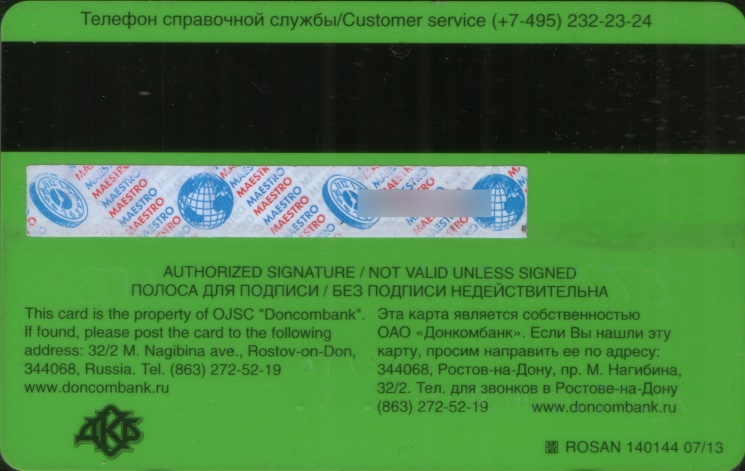 Телефон справочной службы/Customer service (+7-495) 232-23-24
MAESTRO MAESTRO MAESTRO MAESTRO
AUTHORIZED SIGNATURE / NOT VALID UNLESS SIGNED
ПОЛОСА ДЛЯ ПОДПИСИ / БЕЗ ПОДПИСИ НЕДЕЙСТВИТЕЛЬНА
This card is the property of OJSC "Doncombank".
If found, please post the card to the following
address: 32/2 M. Nagibina ave., Rostov-on-Don,
344068, Russia. Tel. (863) 272-52-19
www.doncombank.ru
Эта карта является собственностью
ОАО «Донкомбанк». Если Вы нашли эту
карту, просим направить ее по адресу:
344068, Ростов-на-Дону, пр. М. Нагибина,
32/2. Тел. для звонков в Ростове-на-Дону
(863) 272-52-19 www.doncombank.ru
ДКБ
ROSAN 140144 07/13